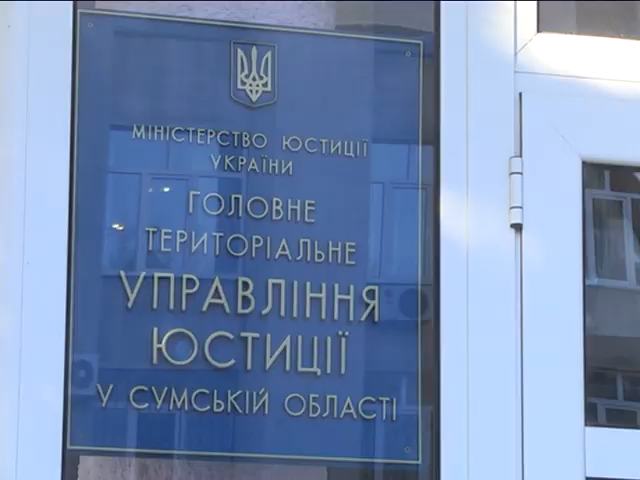 МІНІСТЕРСТВО ЮСТИЦІЇ
УКРАЇНИ
ГОЛОВНЕ
ТЕРИТОРІАЛЬНЕ
УПРАВЛІННЯ
ЮСТИЦІЇ
У СУМСЬКІЙ ОБЛАСТІ